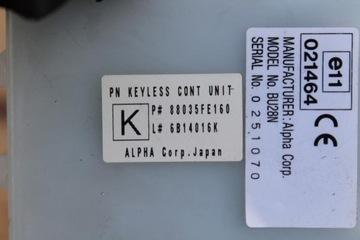 PN KEYLESS CONT UNIT
K
P# 88035FE160
L# 6B14016K
ALPHA Corp.Japan
e11
021464
CE
MANUFACTURER: Alpha Corp.
MODEL No. BU28N
SERIAL No. 0251070